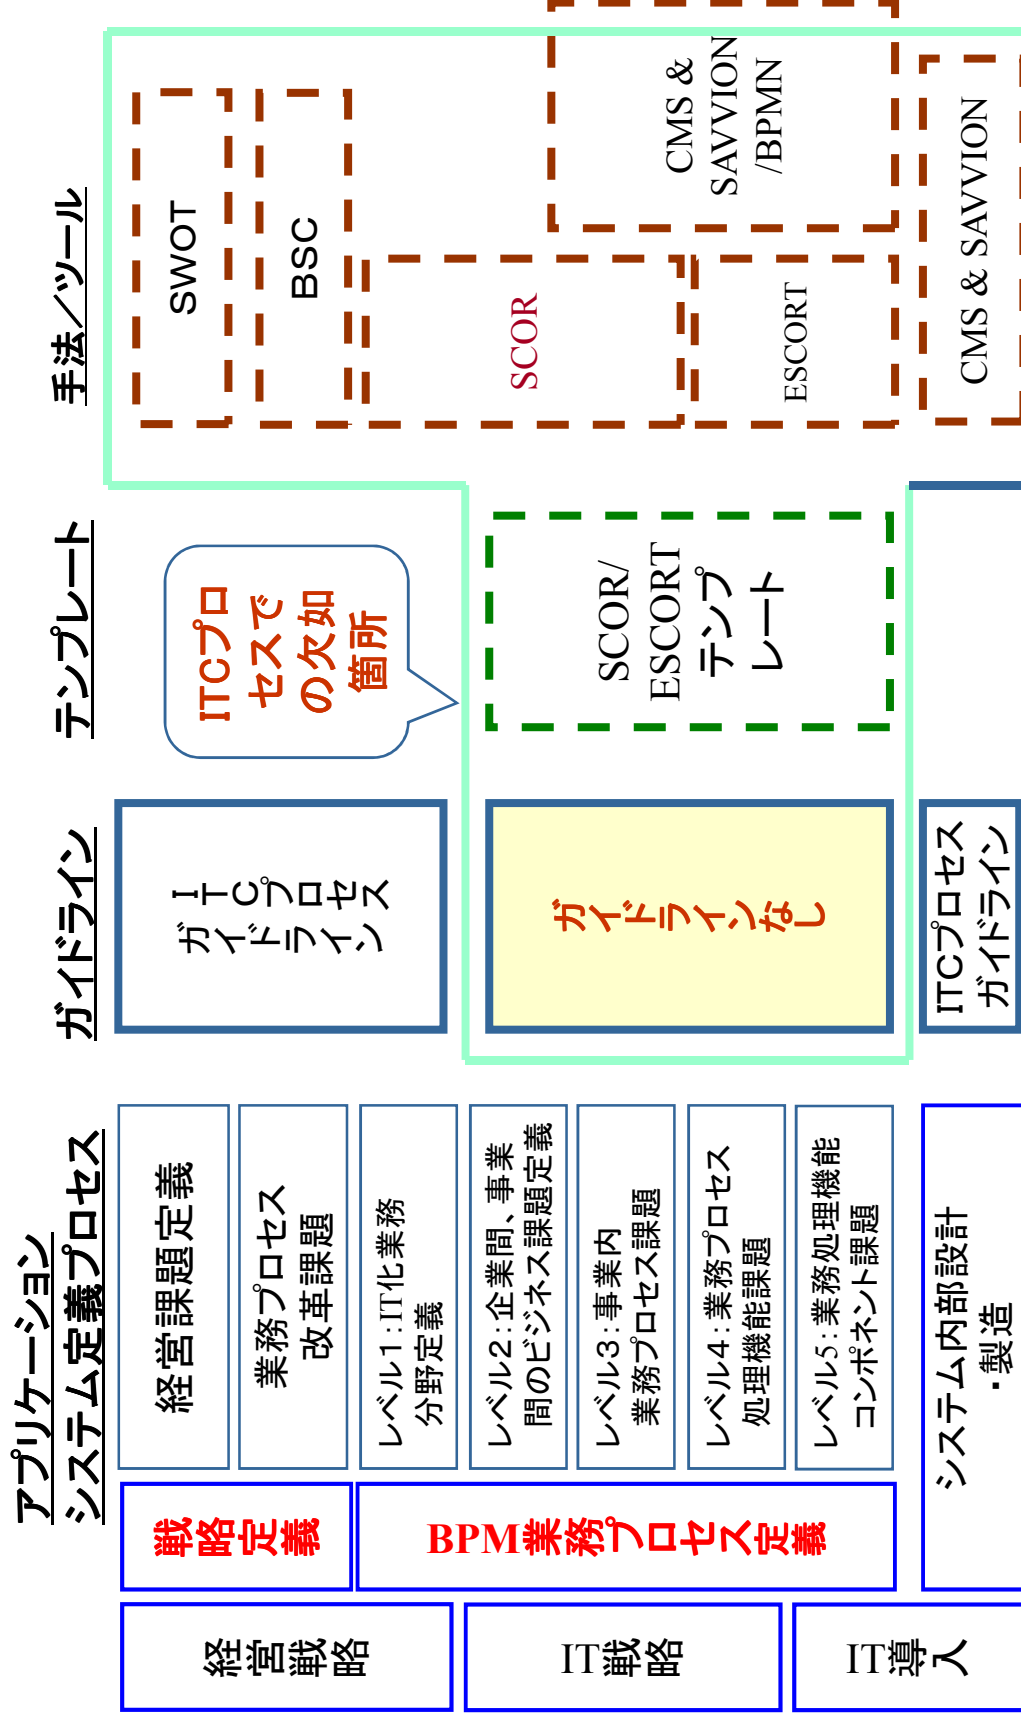 アプリケーション
システム定義プロセス
ガイドライン
テンプレート
手法／ツール
経営戦略
IT戦略
IT導入
戦略定義
BPM業務プロセス定義
経営課題定義
業務プロセス
改革課題
レベル１：IT化業務
分野定義
レベル２：企業間、事業
間のビジネス課題定義
レベル３：事業内
業務プロセス課題
レベル４：業務プロセス
処理機能課題
レベル5：業務処理機能
コンポネント課題
システム内部設計
・製造
ＩＴＣプロセス
ガイドライン
ガイドラインなし
ITCプロセス
ガイドライン
ITCプロ
セスで
の欠如
箇所
SCOR/
ESCORT
テンプ
レート
SWOT
BSC
SCOR
ESCORT
CMS &
SAVVION
/BPMN
CMS & SAVVION